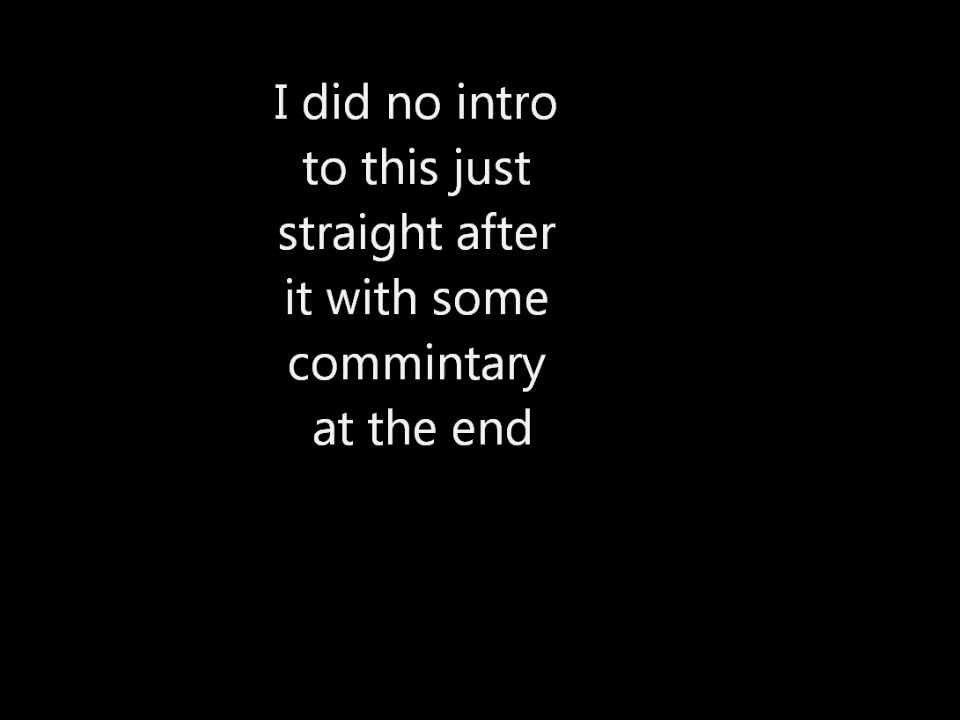 I did no intro
to this just
straight after
it with some
commintary
at the end